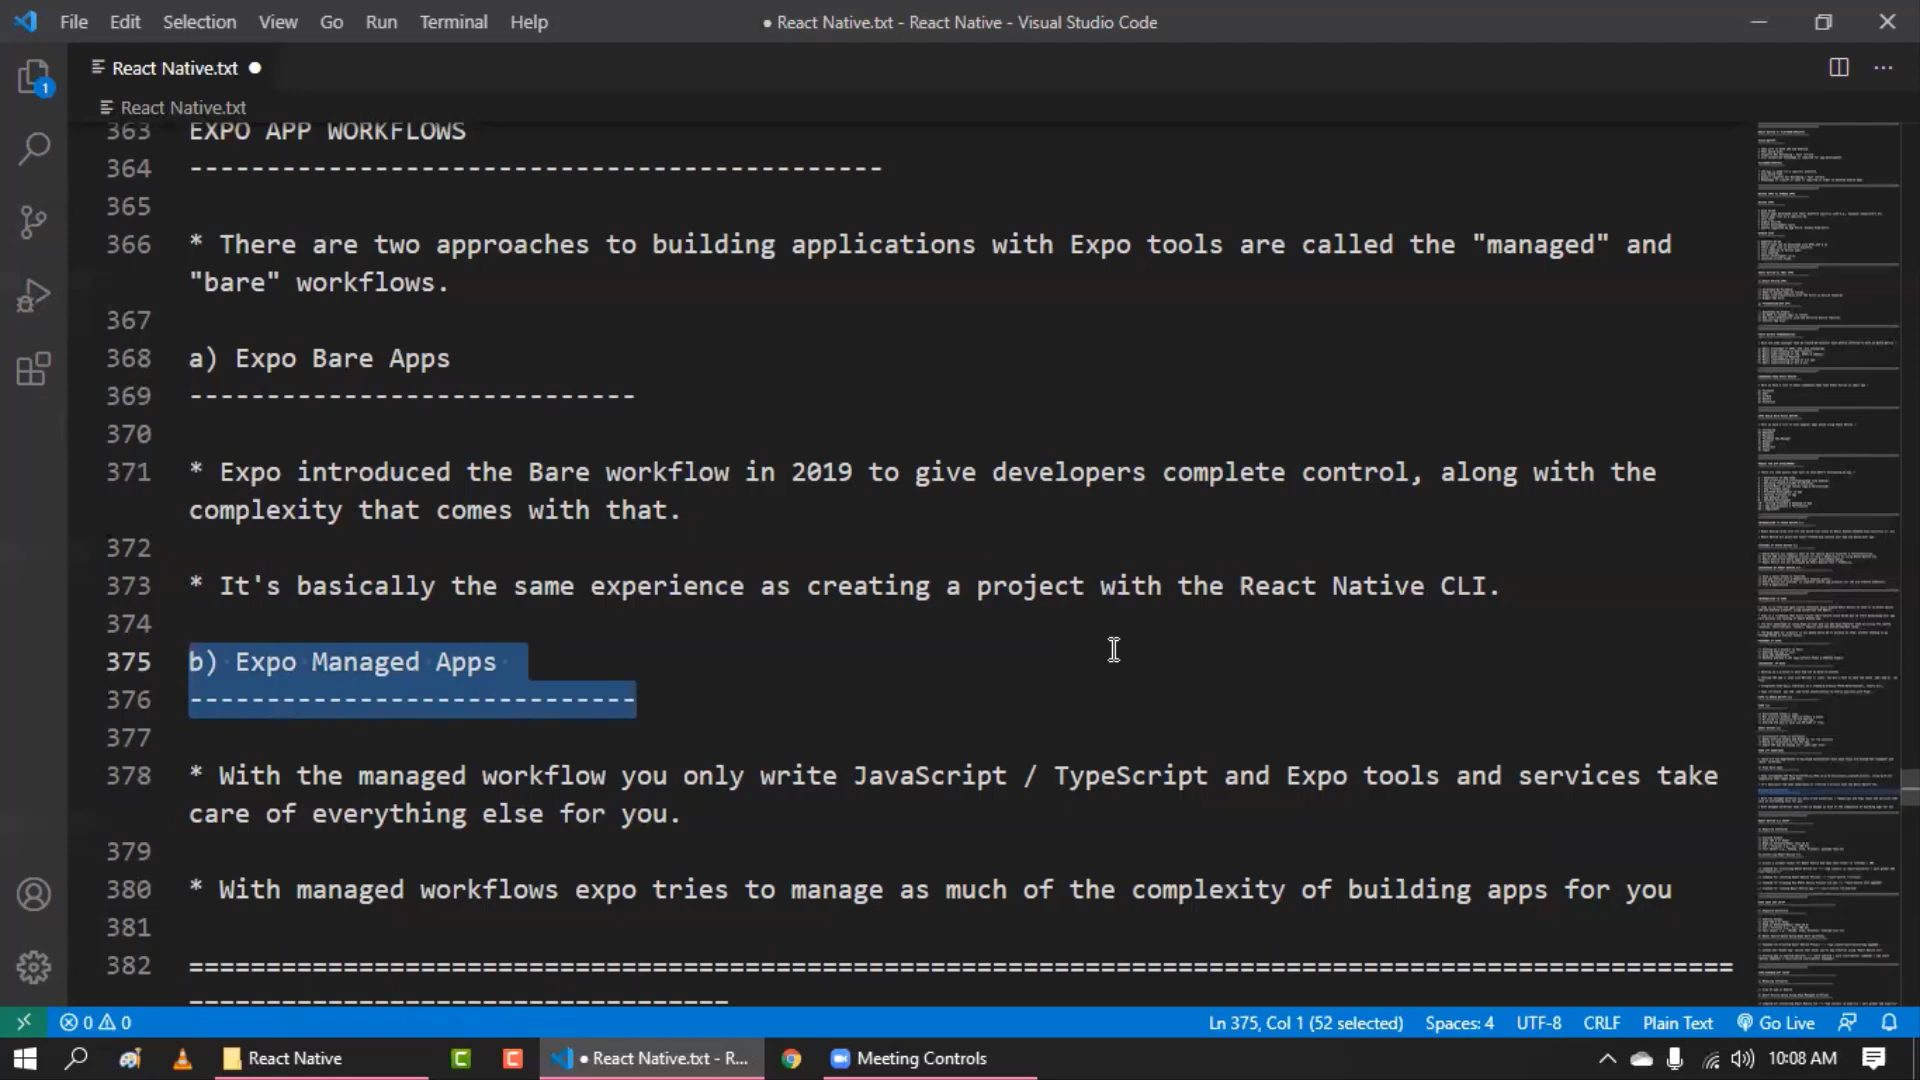 File Edit Selection View Go Run Terminal Help
● React Native.txt - React Native - Visual Studio Code
React Native.txt ●
React Native.txt
1
363 EXPO APP WORKFLOWS
364 ---------------------------------------------
365
366 * There are two approaches to building applications with Expo tools are called the "managed" and
"bare" workflows.
367
368 a) Expo Bare Apps
369 -----------------------------
370
371 * Expo introduced the Bare workflow in 2019 to give developers complete control, along with the
complexity that comes with that.
372
373 * It's basically the same experience as creating a project with the React Native CLI.
374
375 b) Expo Managed Apps
376 -----------------------------
377
378 * With the managed workflow you only write JavaScript / TypeScript and Expo tools and services take
care of everything else for you.
379
380 * With managed workflows expo tries to manage as much of the complexity of building apps for you
381
382 ====================================================================================================
-----------------------------------
0 0 Ln 375, Col 1 (52 selected) Spaces: 4 UTF-8 CRLF Plain Text Go Live
React Native C C ● React Native.txt - R... Meeting Controls 10:08 AM